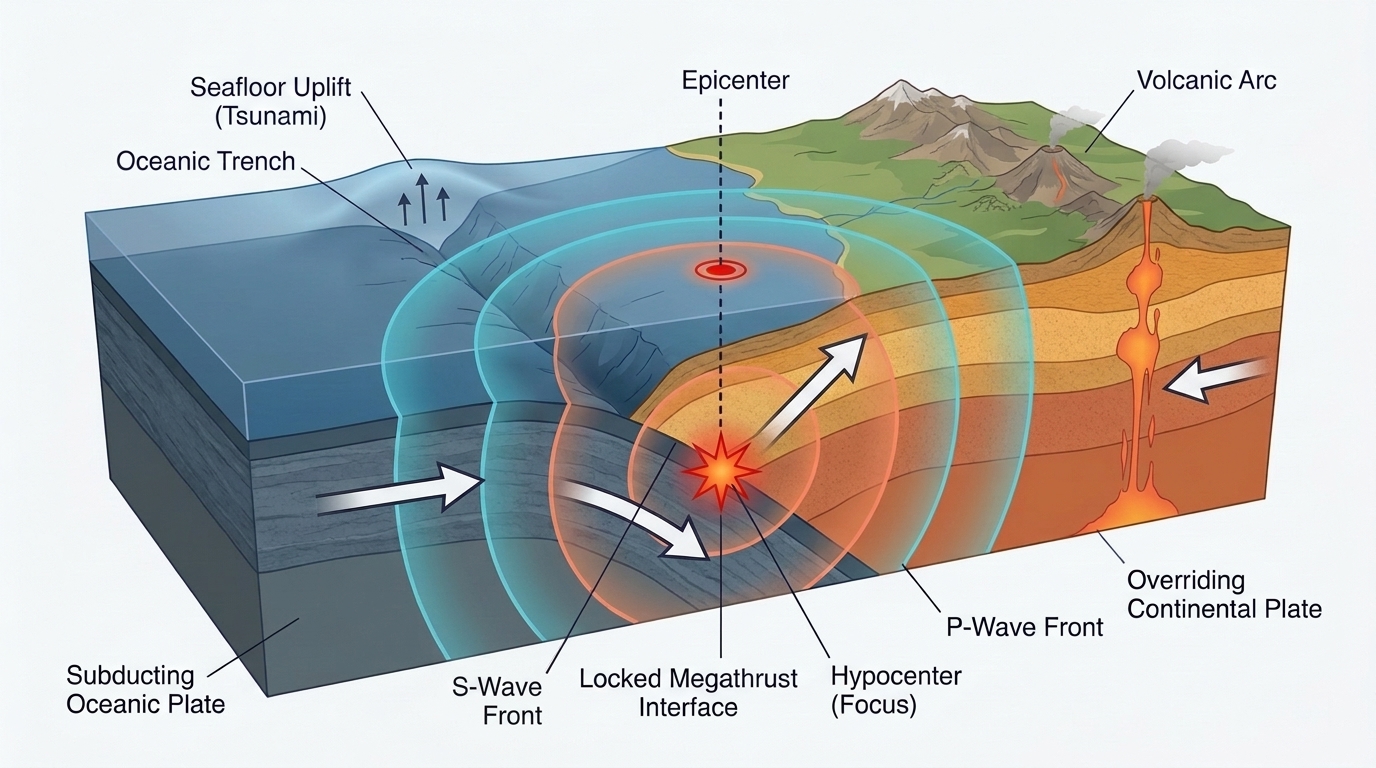 Seafloor Uplift
(Tsunami)
Epicenter
Volcanic Arc
Oceanic Trench
Overriding
Continental Plate
P-Wave Front
Subducting
Oceanic Plate
S-Wave
Front
Locked Megathrust
Interface
Hypocenter
(Focus)